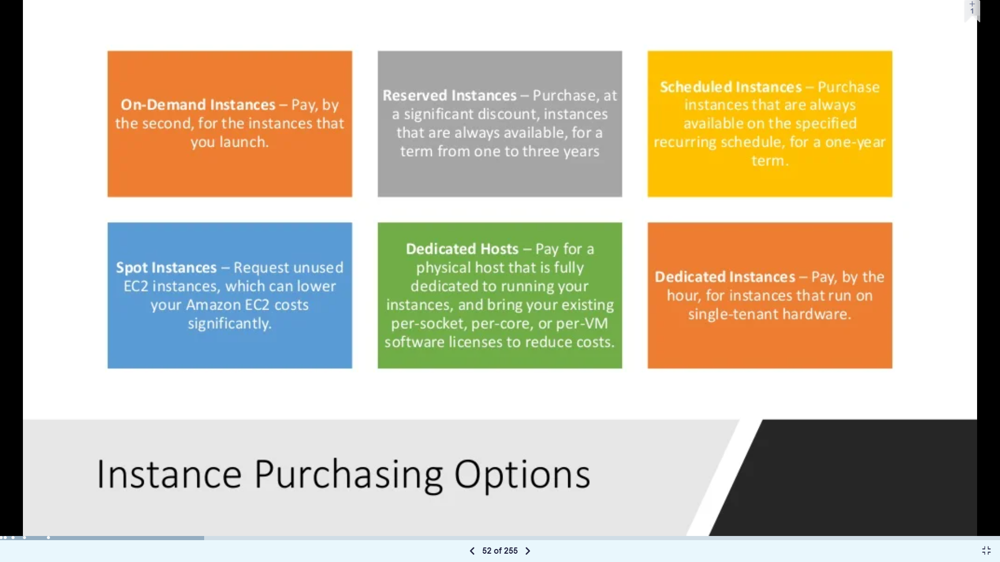 +
1
On-Demand Instances – Pay, by
the second, for the instances that
you launch.
Reserved Instances – Purchase, at
a significant discount, instances
that are always available, for a
term from one to three years
Scheduled Instances – Purchase
instances that are always
available on the specified
recurring schedule, for a one-year
term.
Spot Instances – Request unused
EC2 instances, which can lower
your Amazon EC2 costs
significantly.
Dedicated Hosts – Pay for a
physical host that is fully
dedicated to running your
instances, and bring your existing
per-socket, per-core, or per-VM
software licenses to reduce costs.
Dedicated Instances – Pay, by the
hour, for instances that run on
single-tenant hardware.
Instance Purchasing Options
52 of 255